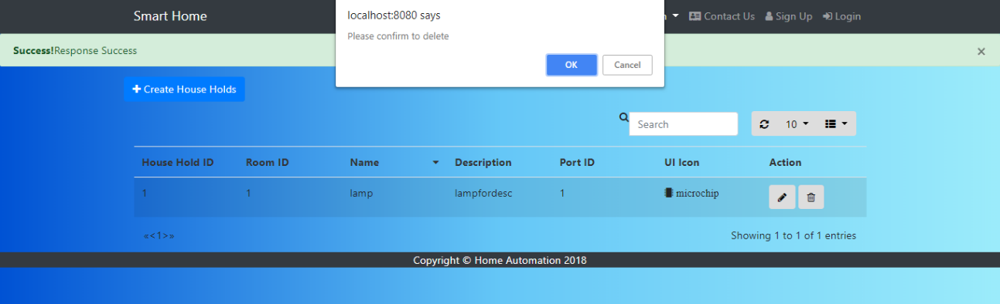 Smart Home
Contact Us
Sign Up
Login
localhost:8080 says
Please confirm to delete
OK
Cancel
Success!Response Success
×
Create House Holds
Search
10
House Hold ID Room ID Name Description Port ID UI Icon Action
1 1 lamp lampfordesc 1 microchip
«<1>»
Showing 1 to 1 of 1 entries
Copyright © Home Automation 2018